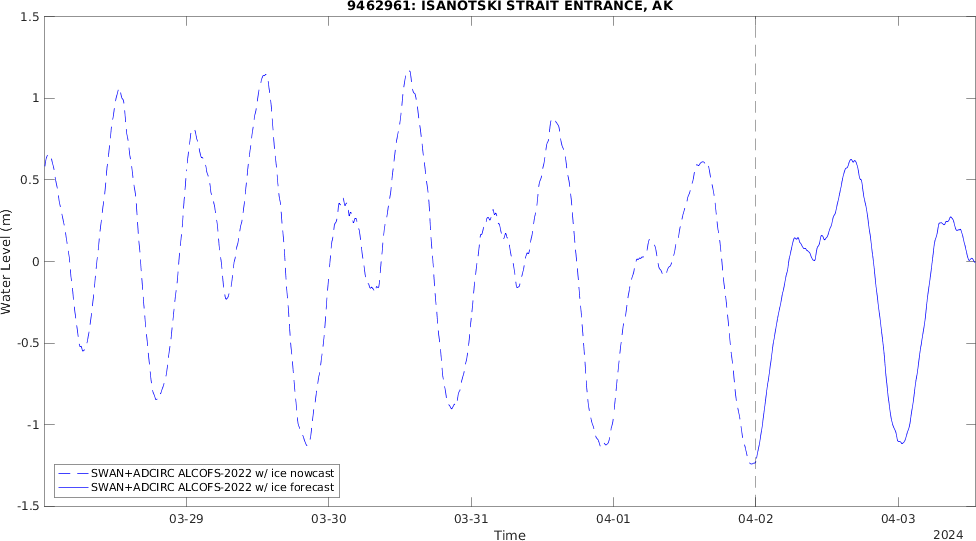 9462961: ISANOTSKI STRAIT ENTRANCE, AK
1.5
1
0.5
0
-0.5
-1
-1.5
Water Level (m)
SWAN+ADCIRC ALCOFS-2022 w/ ice nowcast
SWAN+ADCIRC ALCOFS-2022 w/ ice forecast
03-29 03-30 03-31 04-01 04-02 04-03
Time
2024